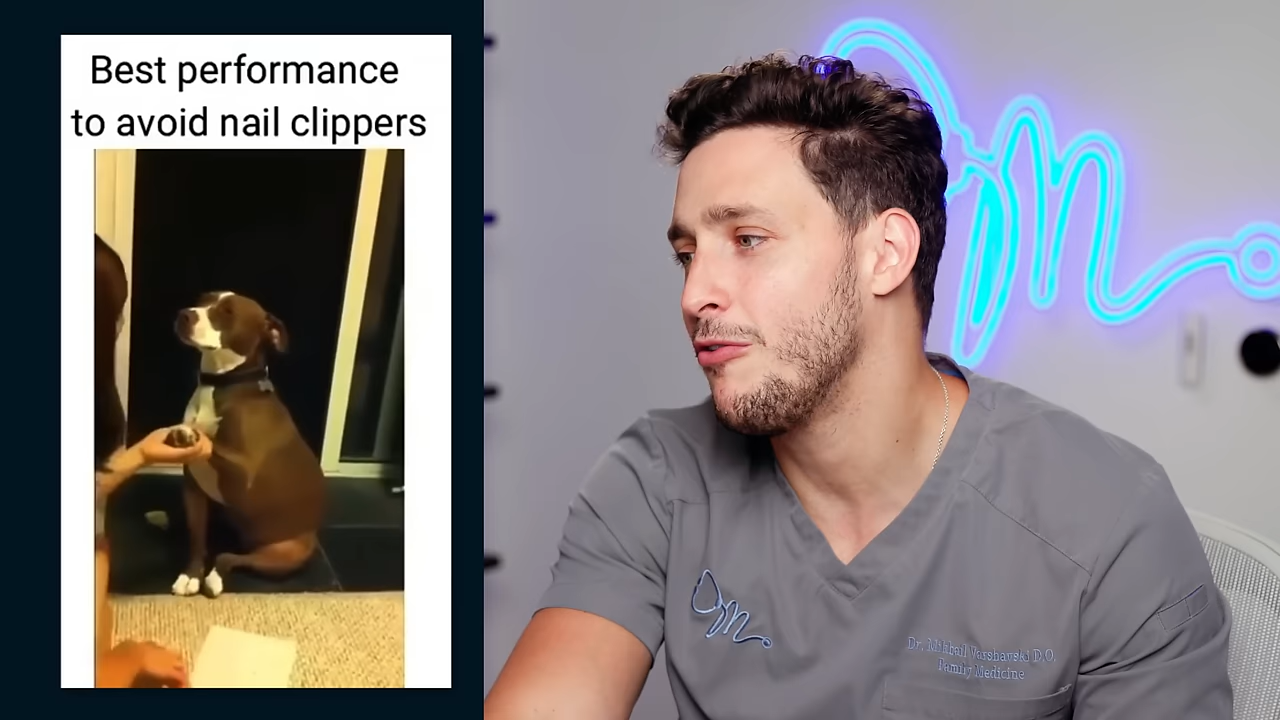 Best performance
to avoid nail clippers
Dr. Mikhail Varshavski D.O.
Family Medicine